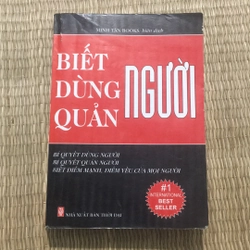 MINH TÂN BOOKS biên dịch
BIẾT
DÙNG
QUẢN
NGƯỜI
BÍ QUYẾT DÙNG NGƯỜI
BÍ QUYẾT QUẢN NGƯỜI
BIẾT ĐIỂM MẠNH, ĐIỂM YẾU CỦA MỌI NGƯỜI
#1
INTERNATIONAL
BEST
SELLER
NHÀ XUẤT BẢN THỜI ĐẠI